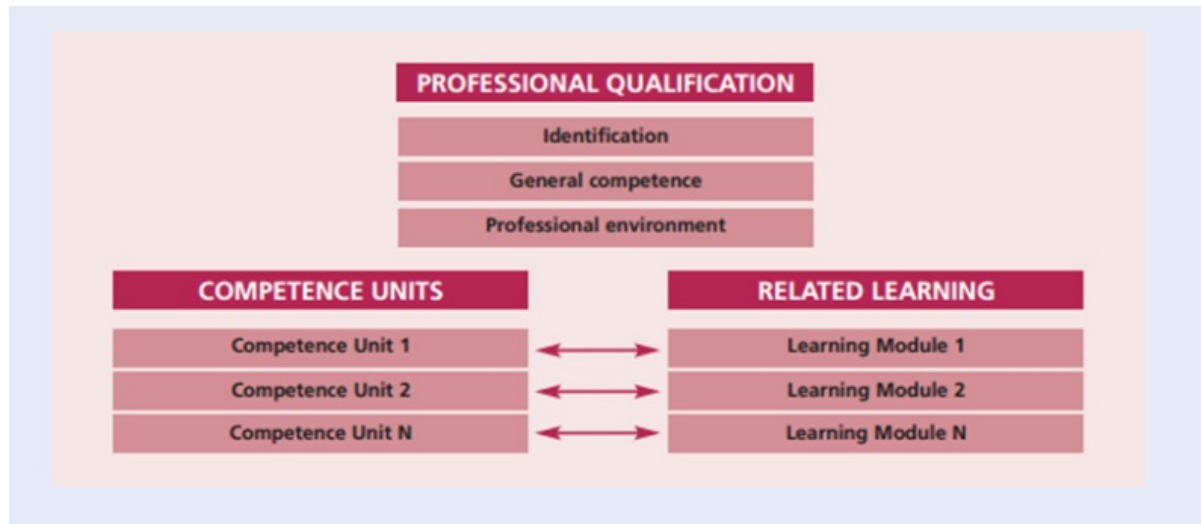 PROFESSIONAL QUALIFICATION
Identification
General competence
Professional environment
COMPETENCE UNITS
Competence Unit 1
Competence Unit 2
Competence Unit N
RELATED LEARNING
Learning Module 1
Learning Module 2
Learning Module N